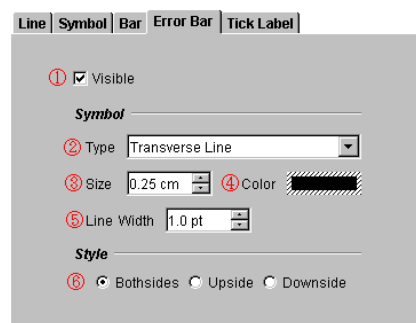 Line Symbol Bar Error Bar Tick Label
① Visible
Symbol
② Type Transverse Line
③ Size 0.25 cm ④ Color
⑤ Line Width 1.0 pt
Style
⑥ Bothsides Upside Downside